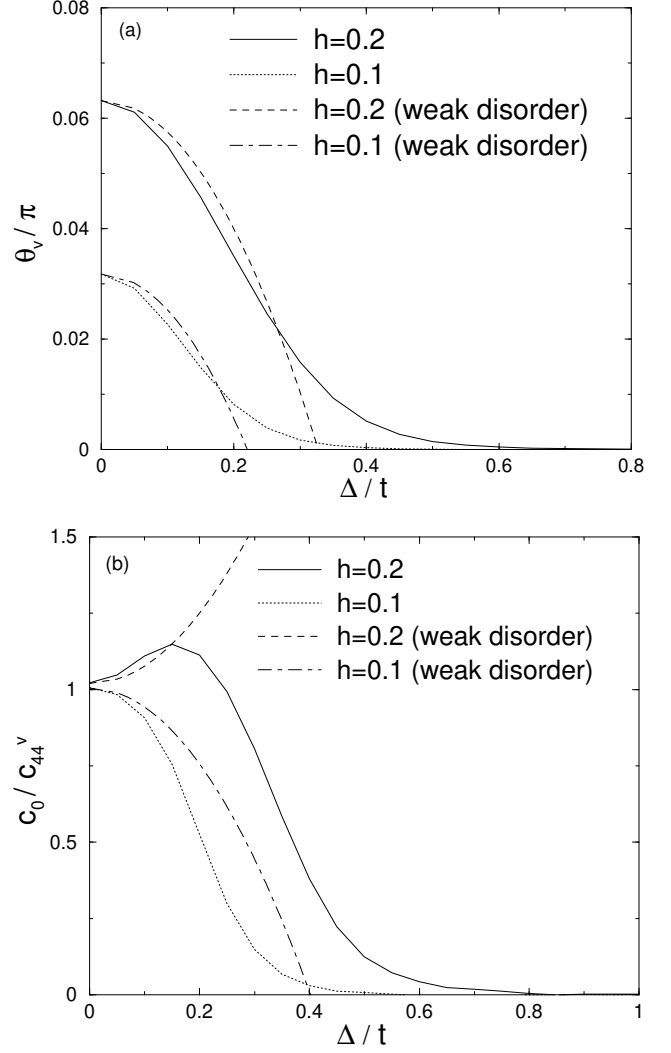 (a)
h=0.2
h=0.1
h=0.2 (weak disorder)
h=0.1 (weak disorder)
0.08
0.06
0.04
0.02
0
θ_v / π
0 0.2 0.4 0.6 0.8
Δ / t
(b)
h=0.2
h=0.1
h=0.2 (weak disorder)
h=0.1 (weak disorder)
1.5
1
0.5
0
c_0 / c_44^v
0 0.2 0.4 0.6 0.8 1
Δ / t